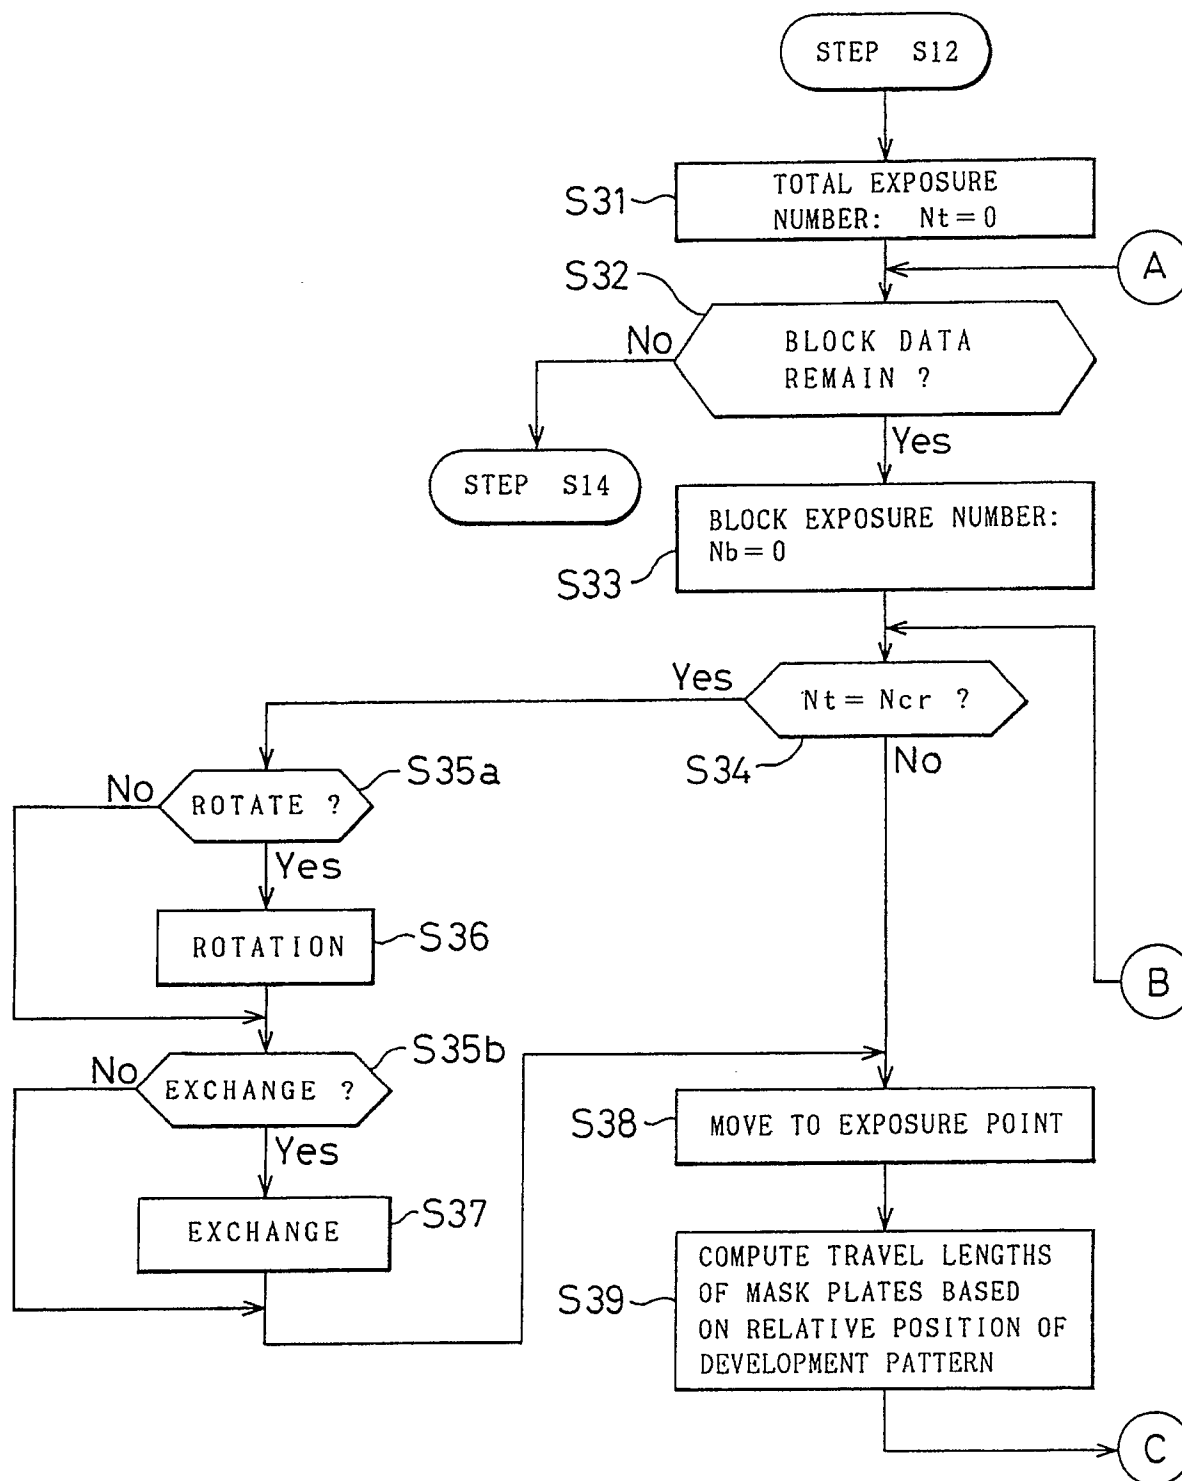 STEP S12
S31
TOTAL EXPOSURE
NUMBER: Nt=0
A
S32
No
BLOCK DATA
REMAIN ?
Yes
STEP S14
BLOCK EXPOSURE NUMBER:
Nb=0
S33
Yes
Nt=Ncr ?
S34
No
S35a
No
ROTATE ?
Yes
ROTATION
S36
B
S35b
No
EXCHANGE ?
Yes
S38
MOVE TO EXPOSURE POINT
EXCHANGE
S37
S39
COMPUTE TRAVEL LENGTHS
OF MASK PLATES BASED
ON RELATIVE POSITION OF
DEVELOPMENT PATTERN
C